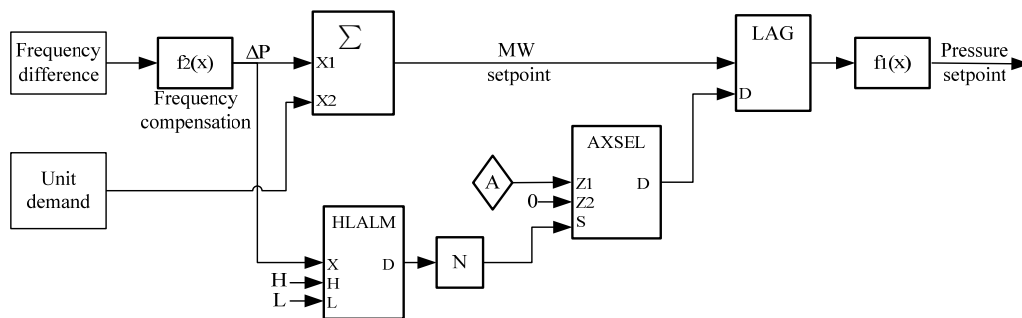 Frequency
difference
f2(x)
Frequency
compensation
ΔP
Σ
X1
X2
MW
setpoint
LAG
D
f1(x)
Pressure
setpoint
Unit
demand
HLALM
X
D
H
H
L
L
N
AXSEL
A
Z1
D
0
Z2
S